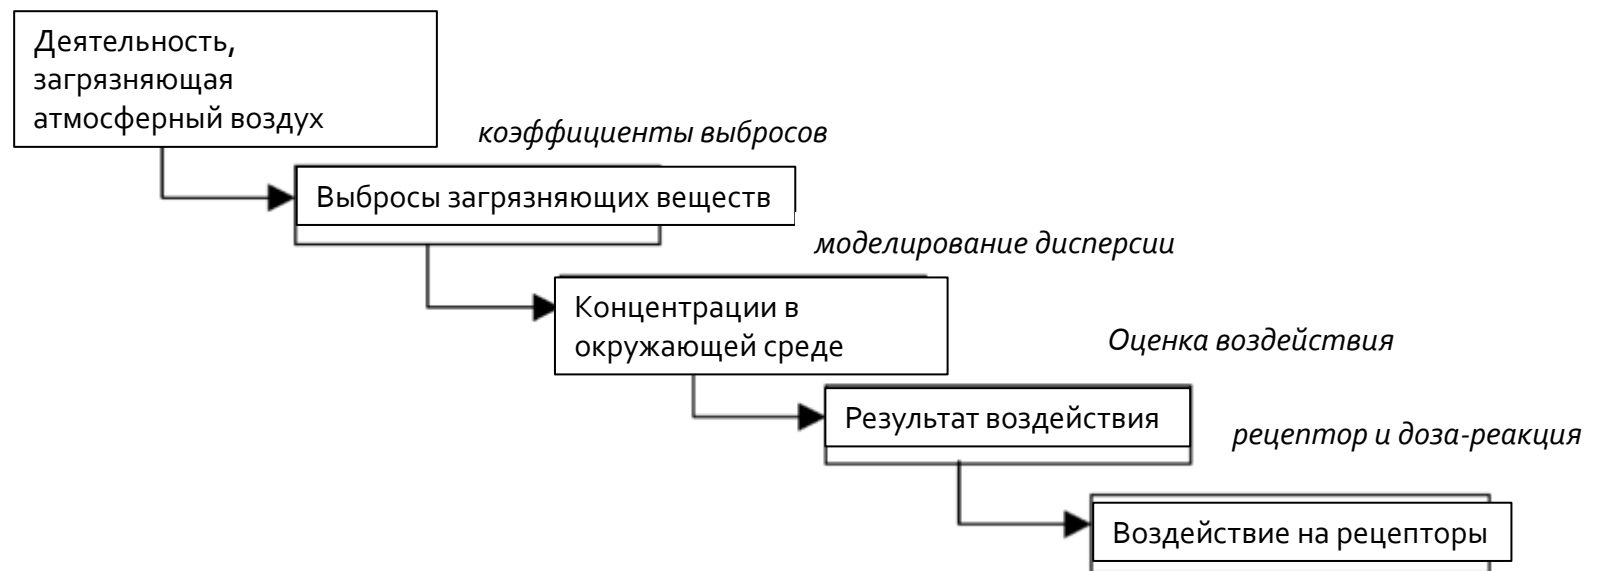 Деятельность,
загрязняющая
атмосферный воздух
коэффициенты выбросов
Выбросы загрязняющих веществ
моделирование дисперсии
Концентрации в
окружающей среде
Оценка воздействия
Результат воздействия
рецептор и доза-реакция
Воздействие на рецепторы